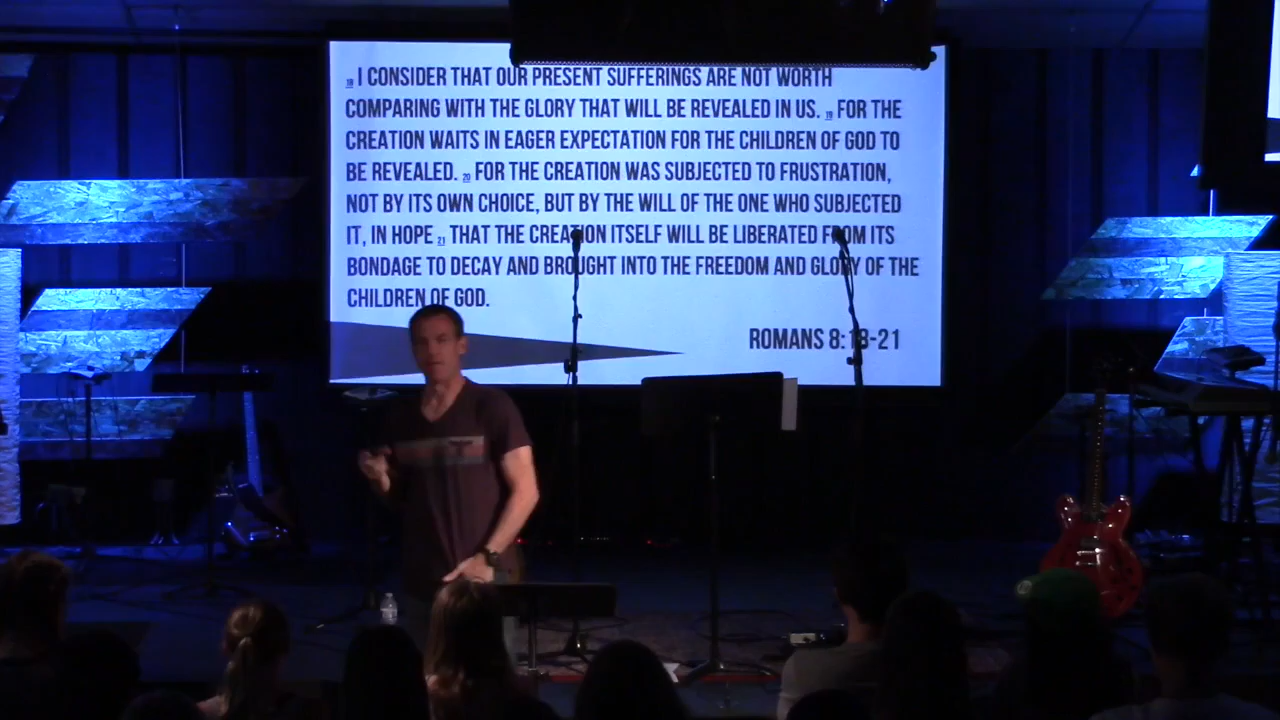 18 I CONSIDER THAT OUR PRESENT SUFFERINGS ARE NOT WORTH
COMPARING WITH THE GLORY THAT WILL BE REVEALED IN US. 19 FOR THE
CREATION WAITS IN EAGER EXPECTATION FOR THE CHILDREN OF GOD TO
BE REVEALED. 20 FOR THE CREATION WAS SUBJECTED TO FRUSTRATION,
NOT BY ITS OWN CHOICE, BUT BY THE WILL OF THE ONE WHO SUBJECTED
IT, IN HOPE 21 THAT THE CREATION ITSELF WILL BE LIBERATED FROM ITS
BONDAGE TO DECAY AND BROUGHT INTO THE FREEDOM AND GLORY OF THE
CHILDREN OF GOD.
ROMANS 8:18-21